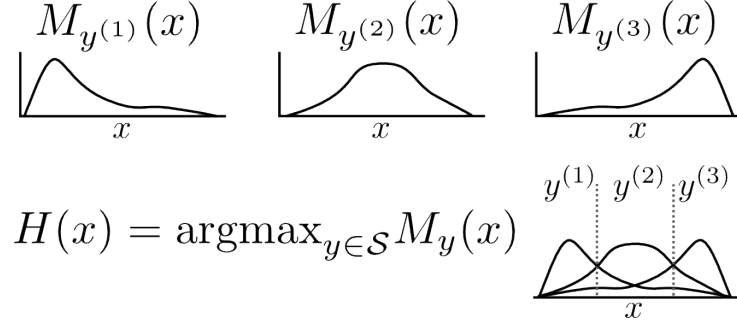 M_{y^{(1)}}(x) M_{y^{(2)}}(x) M_{y^{(3)}}(x)
x x x
y^{(1)} y^{(2)} y^{(3)}
H(x) = argmax_{y∈𝒮} M_y(x)
x